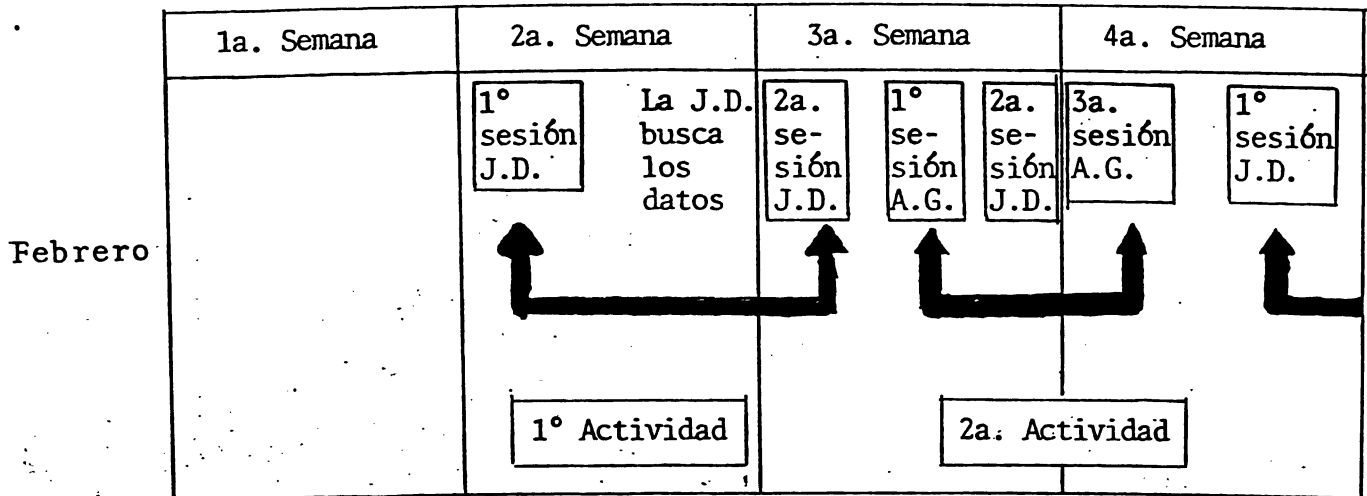 1a. Semana
2a. Semana
3a. Semana
4a. Semana
Febrero
1°
sesión
J.D.
La J.D.
busca
los
datos
2a.
se-
sión
J.D.
1°
se-
sión
A.G.
2a.
se-
sión
J.D.
3a.
sesión
A.G.
1°
sesión
J.D.
1° Actividad
2a. Actividad